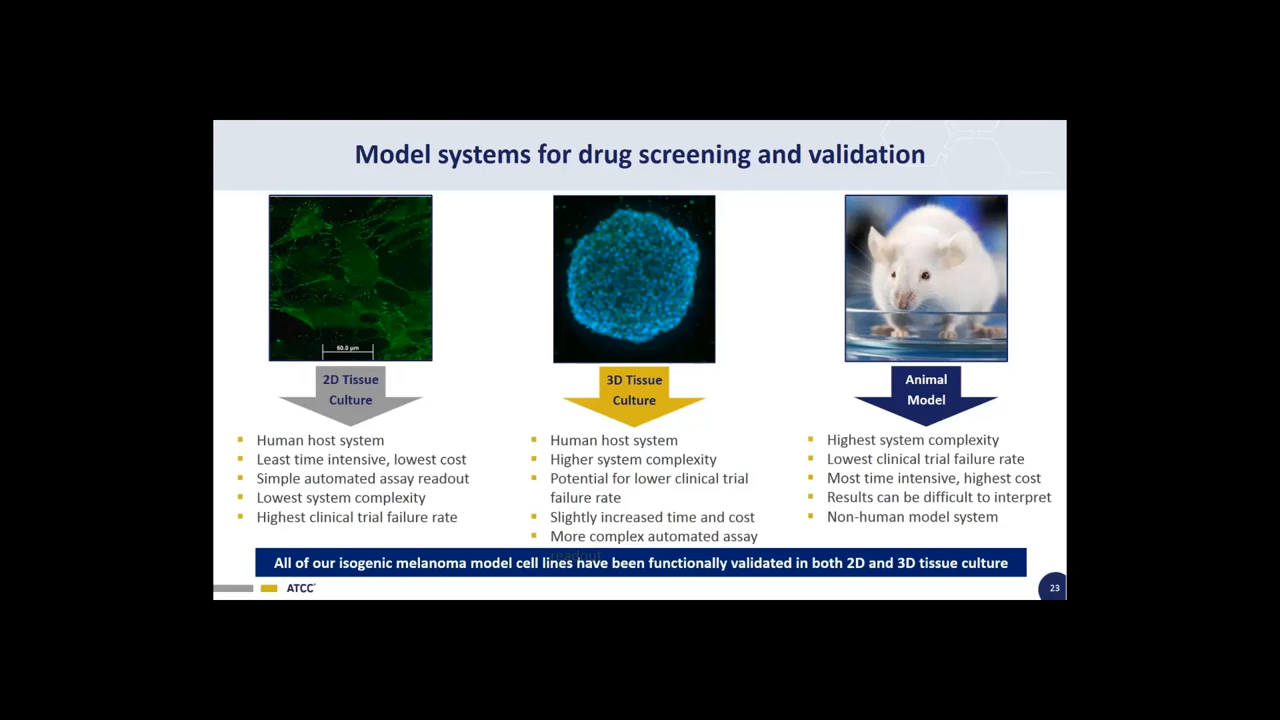 Model systems for drug screening and validation
60.0 µm
2D Tissue
Culture
Human host system
Least time intensive, lowest cost
Simple automated assay readout
Lowest system complexity
Highest clinical trial failure rate
3D Tissue
Culture
Human host system
Higher system complexity
Potential for lower clinical trial
failure rate
Slightly increased time and cost
More complex automated assay
readout
Animal
Model
Highest system complexity
Lowest clinical trial failure rate
Most time intensive, highest cost
Results can be difficult to interpret
Non-human model system
All of our isogenic melanoma model cell lines have been functionally validated in both 2D and 3D tissue culture
ATCC
23